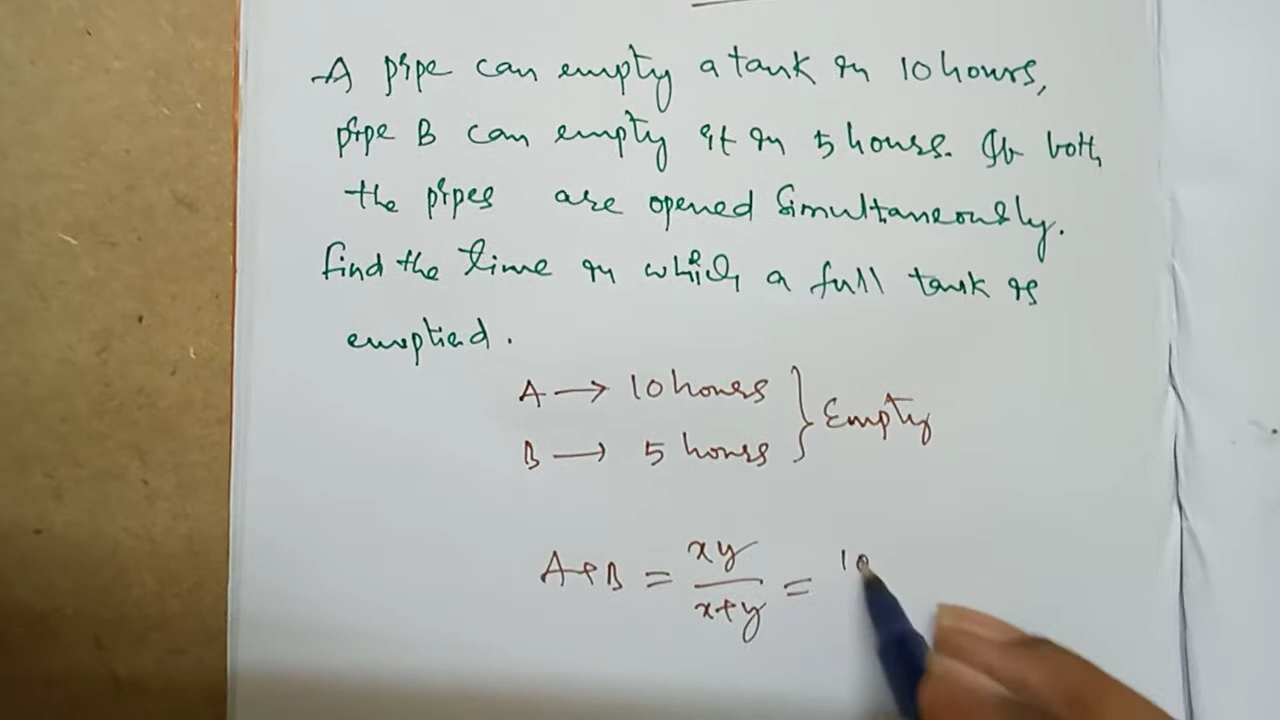 A pipe can empty a tank in 10 hours,
pipe B can empty it in 5 hours. If both
the pipes are opened Simultaneously.
find the time in which a full tank is
emptied.
A → 10 hours } Empty
B → 5 hours
A+B = xy / x+y = 10